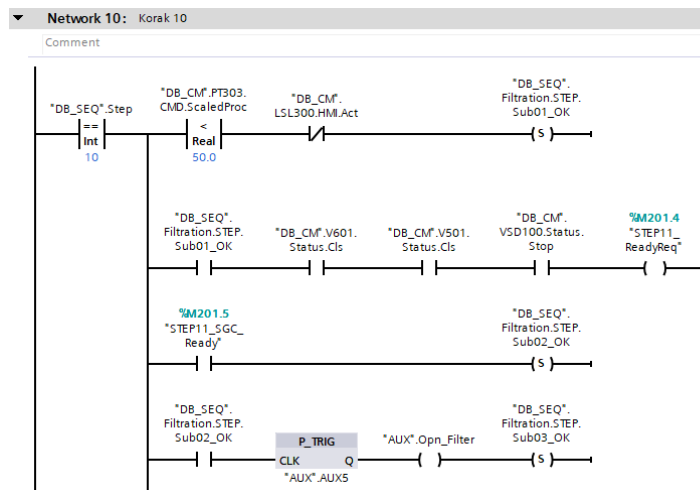 Network 10: Korak 10
Comment
"DB_SEQ".Step
==
Int
10
"DB_CM".PT303.
CMD.ScaledProc
<
Real
50.0
"DB_CM".
LSL300.HMI.Act
"DB_SEQ".
Filtration.STEP.
Sub01_OK
S
"DB_SEQ".
Filtration.STEP.
Sub01_OK
"DB_CM".V601.
Status.Cls
"DB_CM".V501.
Status.Cls
"DB_CM".
VSD100.Status.
Stop
%M201.4
"STEP11_
ReadyReq"
%M201.5
"STEP11_SGC_
Ready"
"DB_SEQ".
Filtration.STEP.
Sub02_OK
S
"DB_SEQ".
Filtration.STEP.
Sub02_OK
P_TRIG
CLK Q
"AUX".AUX5
"AUX".Opn_Filter
"DB_SEQ".
Filtration.STEP.
Sub03_OK
S